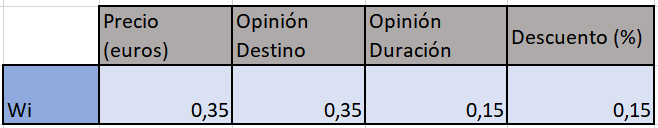 Precio (euros) Opinión Destino Opinión Duración Descuento (%)
Wi 0,35 0,35 0,15 0,15